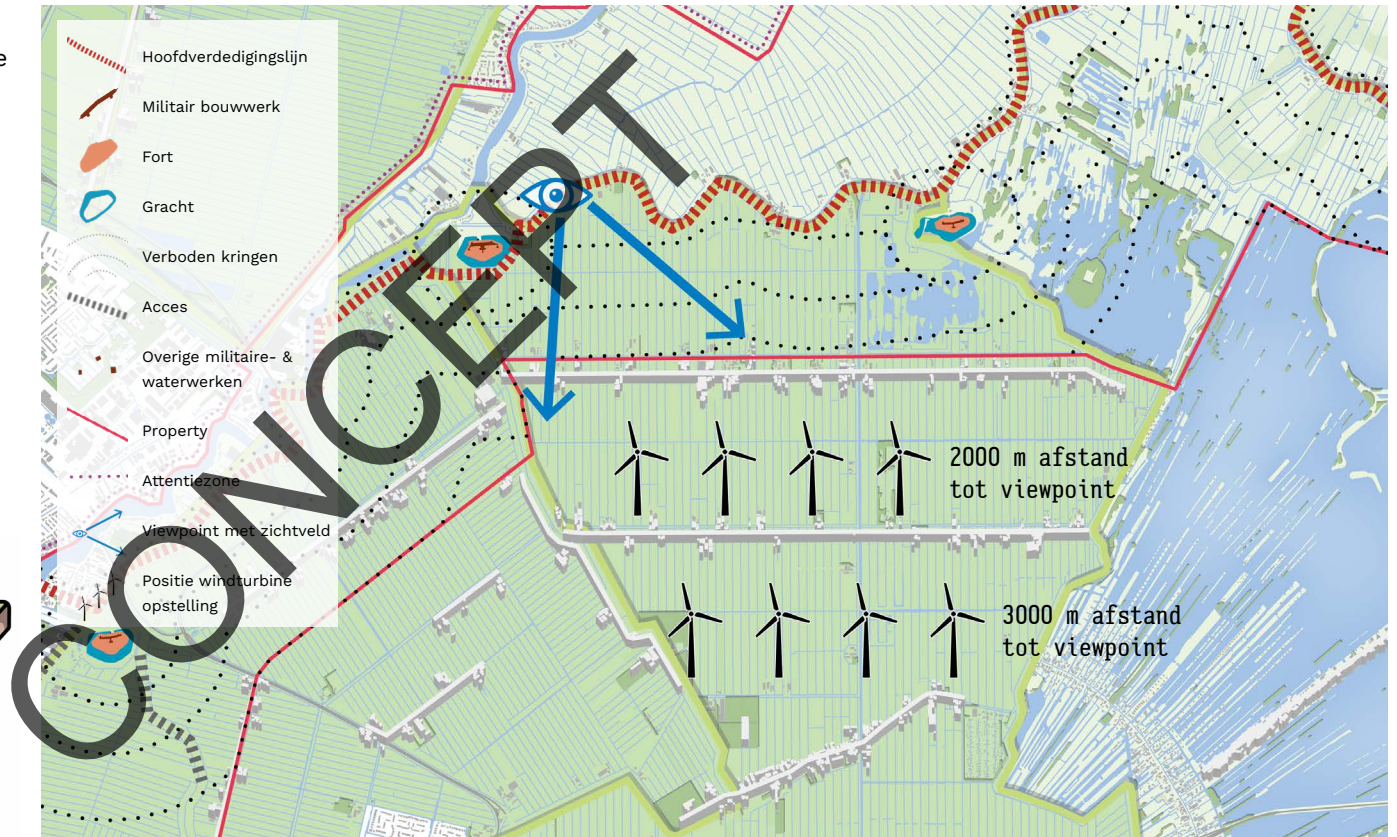 e
Hoofdverdedigingslijn
Militair bouwwerk
Fort
Gracht
Verboden kringen
Acces
Overige militaire- &
waterwerken
Property
Attentiezone
Viewpoint met zichtveld
Positie windturbine
opstelling
CONCEPT
2000 m afstand
tot viewpoint
3000 m afstand
tot viewpoint